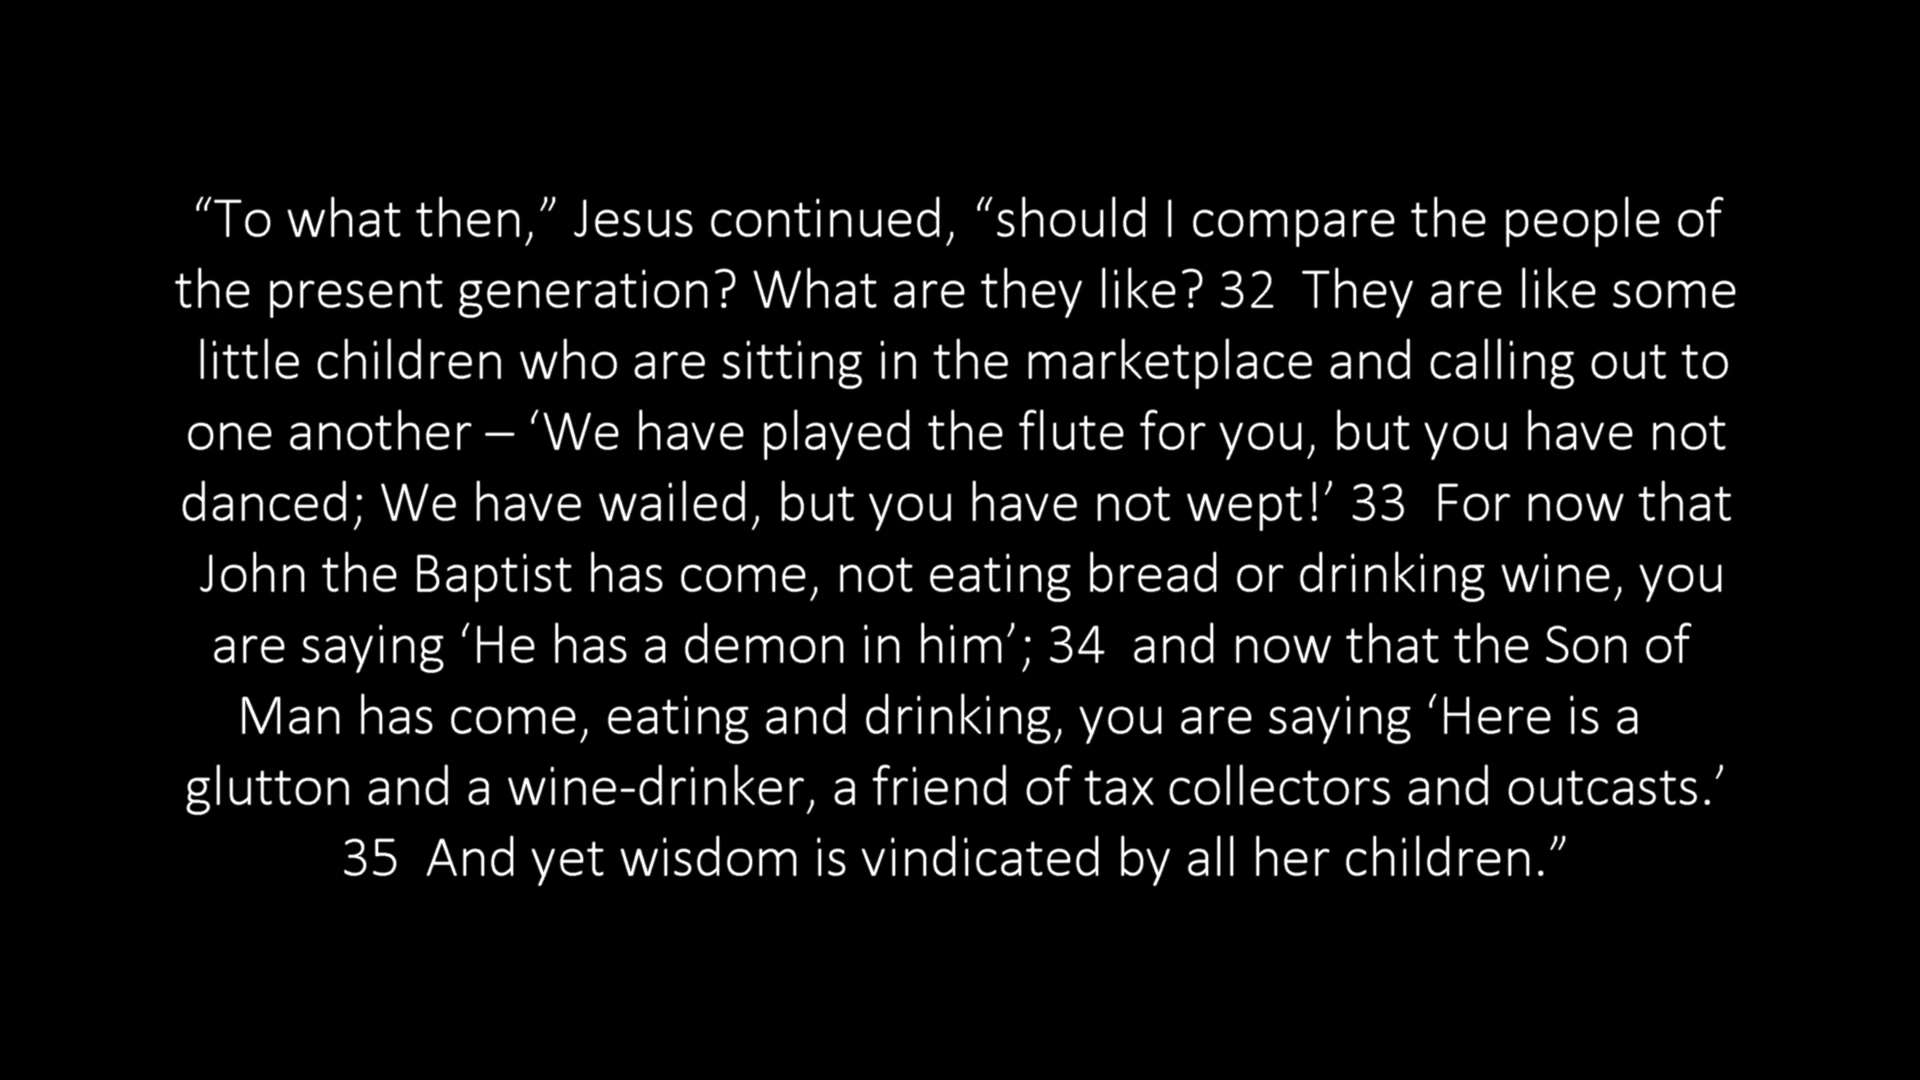 “To what then,” Jesus continued, “should I compare the people of
the present generation? What are they like? 32  They are like some
little children who are sitting in the marketplace and calling out to
one another – ‘We have played the flute for you, but you have not
danced; We have wailed, but you have not wept!’ 33  For now that
John the Baptist has come, not eating bread or drinking wine, you
are saying ‘He has a demon in him’; 34  and now that the Son of
Man has come, eating and drinking, you are saying ‘Here is a
glutton and a wine-drinker, a friend of tax collectors and outcasts.’
35  And yet wisdom is vindicated by all her children.”